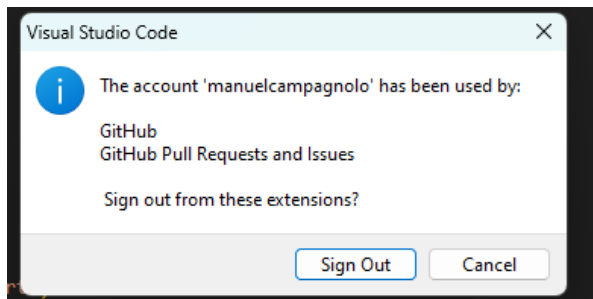 Visual Studio Code
The account 'manuelcampagnolo' has been used by:
GitHub
GitHub Pull Requests and Issues
Sign out from these extensions?
Sign Out
Cancel